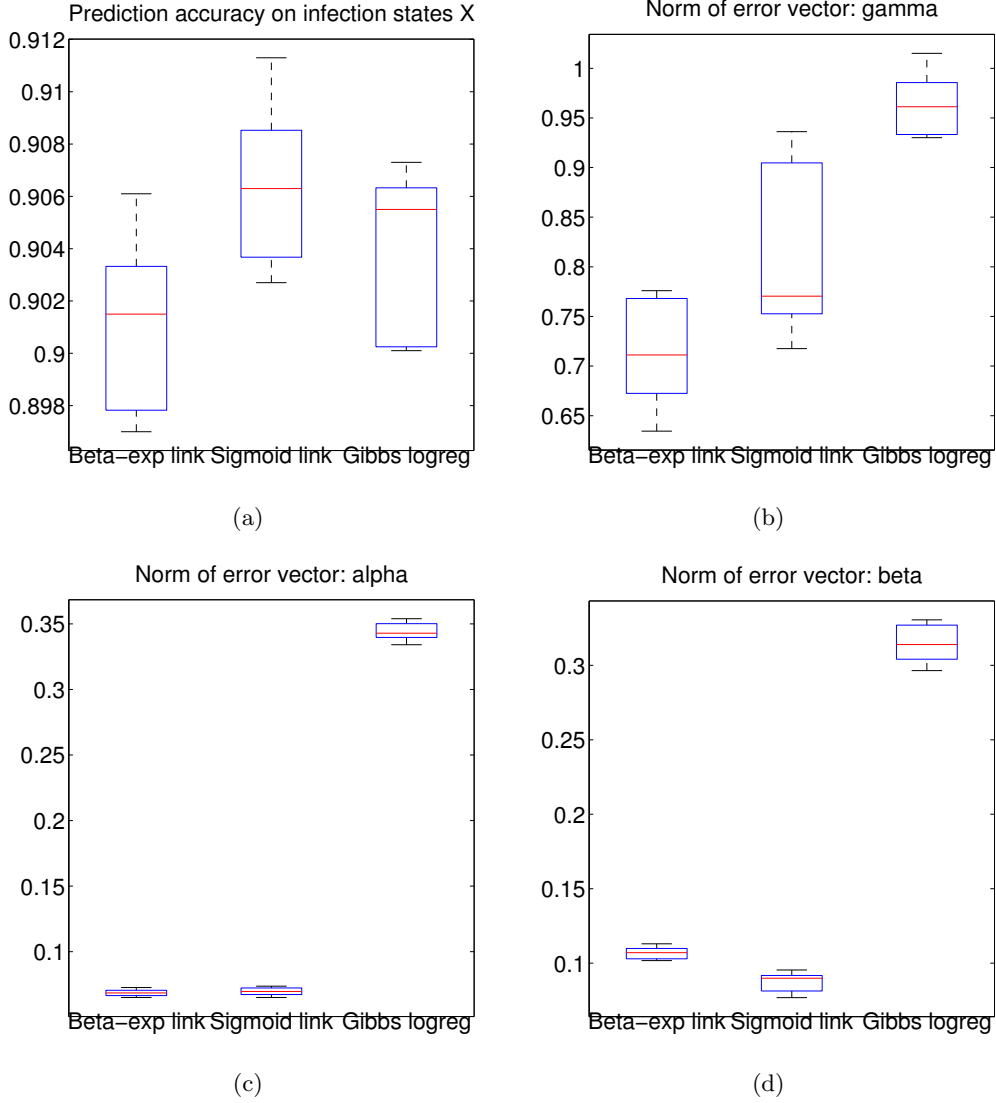 Prediction accuracy on infection states X
0.912
0.91
0.908
0.906
0.904
0.902
0.9
0.898
Beta−exp link Sigmoid link Gibbs logreg
(a)
Norm of error vector: gamma
1
0.95
0.9
0.85
0.8
0.75
0.7
0.65
Beta−exp link Sigmoid link Gibbs logreg
(b)
Norm of error vector: alpha
0.35
0.3
0.25
0.2
0.15
0.1
Beta−exp link Sigmoid link Gibbs logreg
(c)
Norm of error vector: beta
0.3
0.25
0.2
0.15
0.1
Beta−exp link Sigmoid link Gibbs logreg
(d)